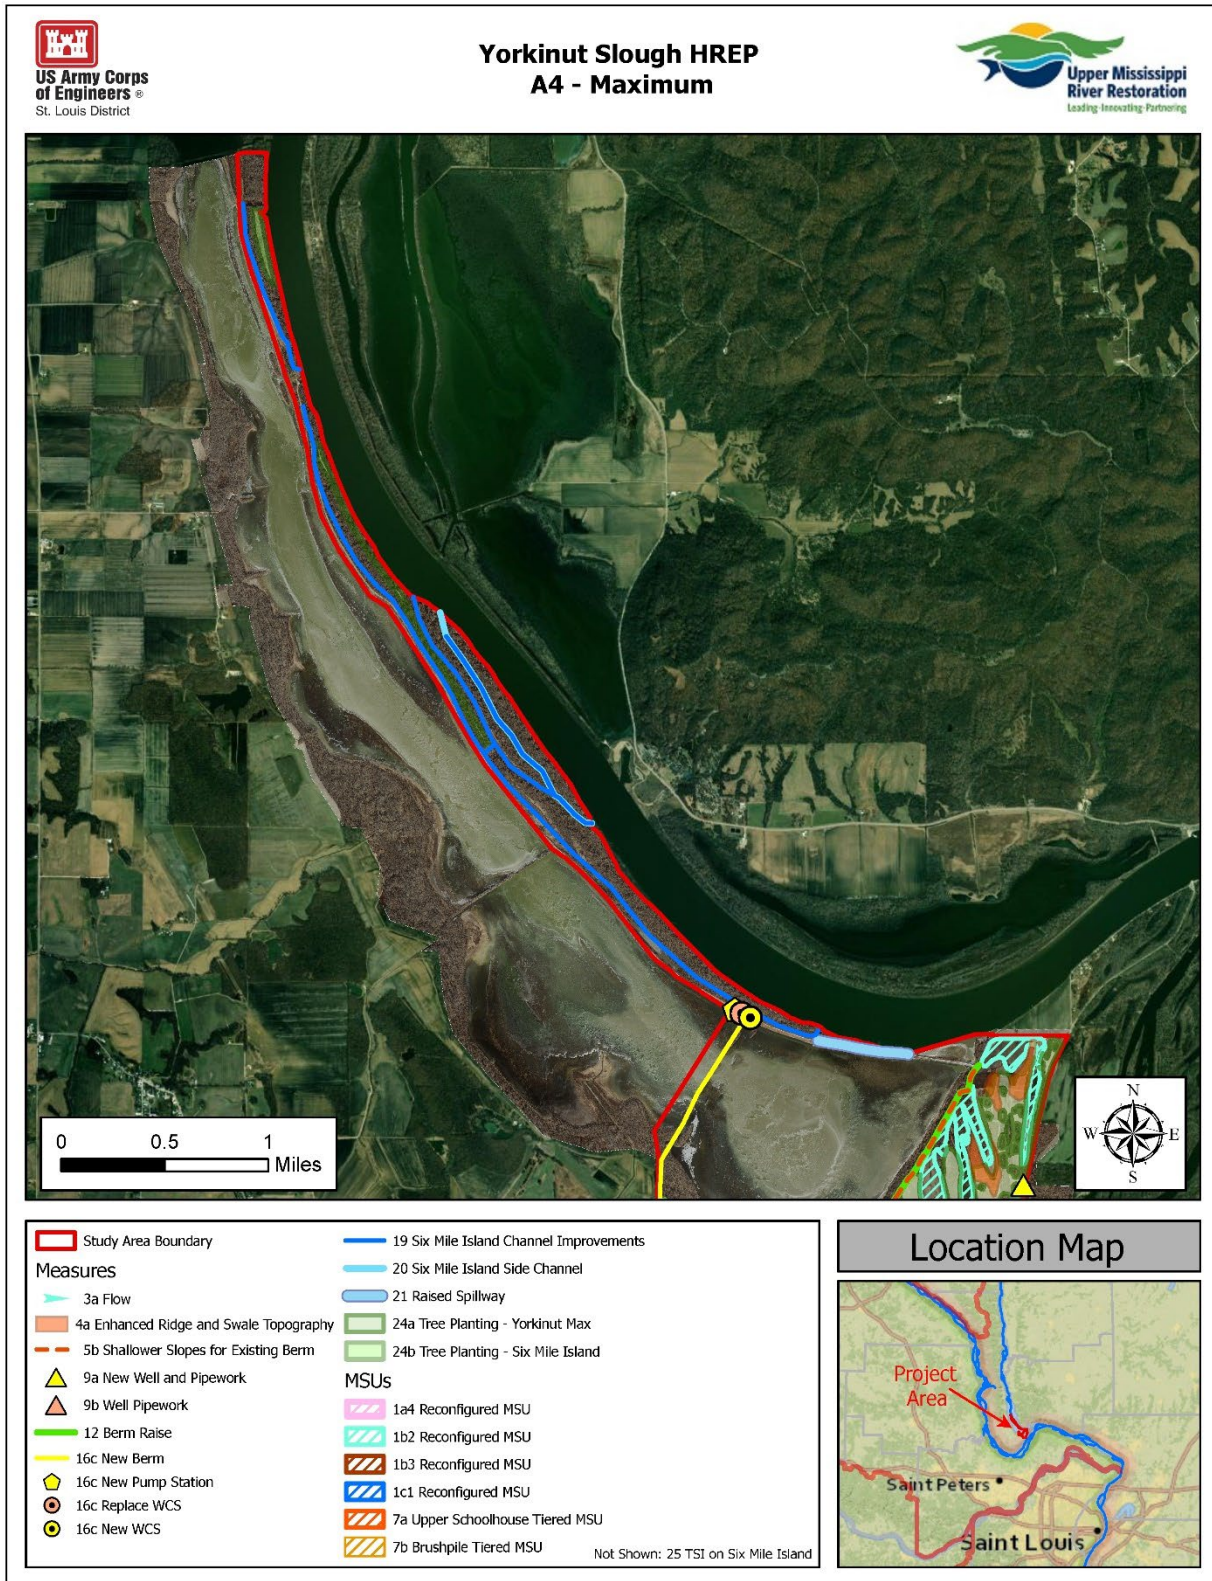 US Army Corps
of Engineers ®
St. Louis District
Yorkinut Slough HREP
A4 - Maximum
Upper Mississippi
River Restoration
Leading-Innovating-Partnering
0 0.5 1
Miles
N
W E
S
Study Area Boundary
Measures
3a Flow
4a Enhanced Ridge and Swale Topography
5b Shallower Slopes for Existing Berm
9a New Well and Pipework
9b Well Pipework
12 Berm Raise
16c New Berm
16c New Pump Station
16c Replace WCS
16c New WCS
19 Six Mile Island Channel Improvements
20 Six Mile Island Side Channel
21 Raised Spillway
24a Tree Planting - Yorkinut Max
24b Tree Planting - Six Mile Island
MSUs
1a4 Reconfigured MSU
1b2 Reconfigured MSU
1b3 Reconfigured MSU
1c1 Reconfigured MSU
7a Upper Schoolhouse Tiered MSU
7b Brushpile Tiered MSU
Not Shown: 25 TSI on Six Mile Island
Location Map
Project
Area
Saint Peters
Saint Louis